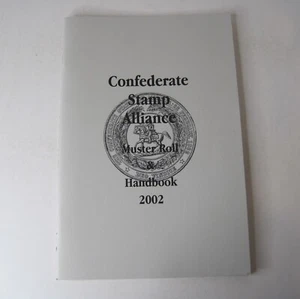 Confederate
Stamp
Alliance
Muster Roll
&
Handbook
2002